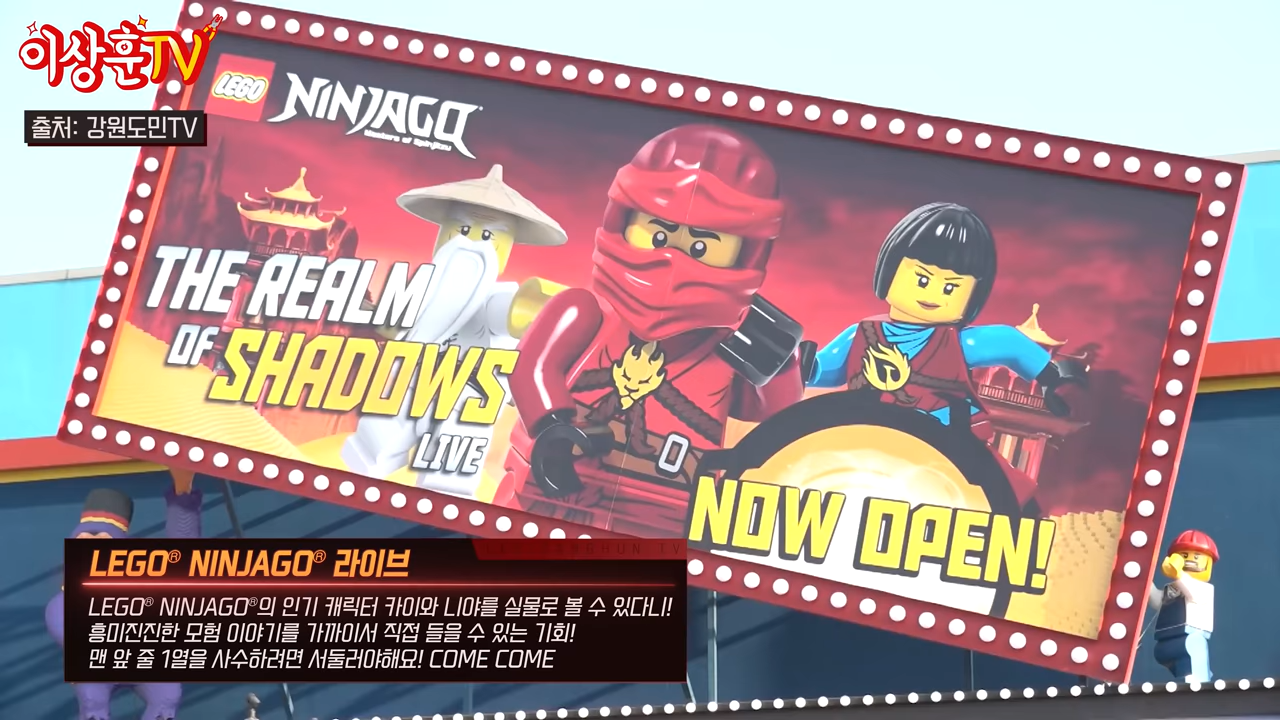 이상훈TV
출처: 강원도민TV
LEGO
NINJAGO
Masters of Spinjitzu
THE REALM
OF SHADOWS
LIVE
NOW OPEN!
LEGO® NINJAGO® 라이브
LEGO® NINJAGO®의 인기 캐릭터 카이와 니야를 실물로 볼 수 있다니!
흥미진진한 모험 이야기를 가까이서 직접 들을 수 있는 기회!
맨 앞 줄 1열을 사수하려면 서둘러야해요! COME COME